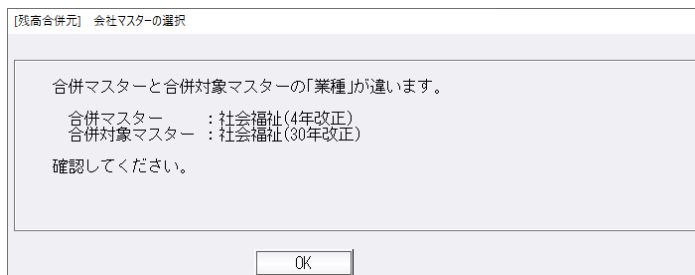 [残高合併元]　会社マスターの選択
合併マスターと合併対象マスターの「業種」が違います。
合併マスター　　　：社会福祉(4年改正)
合併対象マスター ：社会福祉(30年改正)
確認してください。
OK